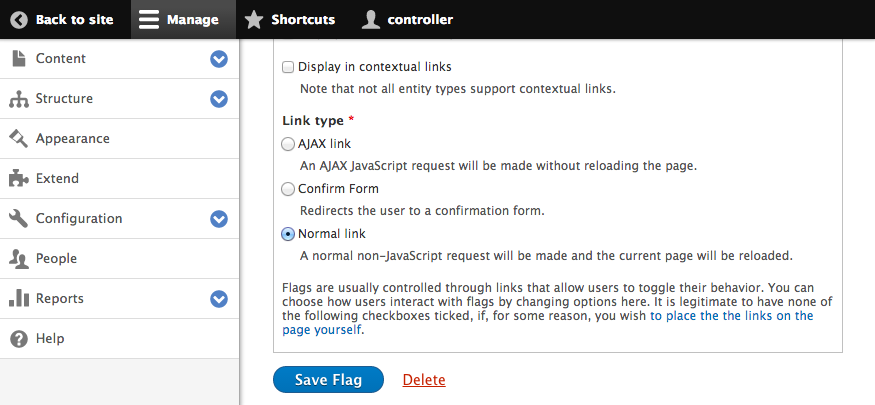 Back to site Manage Shortcuts controller
Content
Structure
Appearance
Extend
Configuration
People
Reports
Help
Display in contextual links
Note that not all entity types support contextual links.
Link type *
AJAX link
An AJAX JavaScript request will be made without reloading the page.
Confirm Form
Redirects the user to a confirmation form.
Normal link
A normal non-JavaScript request will be made and the current page will be reloaded.
Flags are usually controlled through links that allow users to toggle their behavior. You can
choose how users interact with flags by changing options here. It is legitimate to have none of
the following checkboxes ticked, if, for some reason, you wish to place the the links on the
page yourself.
Save Flag Delete